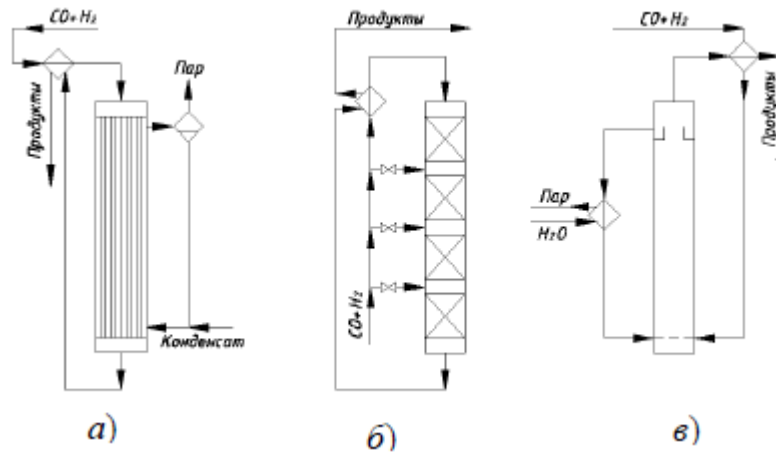 CO+H₂
Пар
Продукты
Конденсат
а)
Продукты
CO+H₂
б)
CO+H₂
Продукты
Пар
H₂O
в)